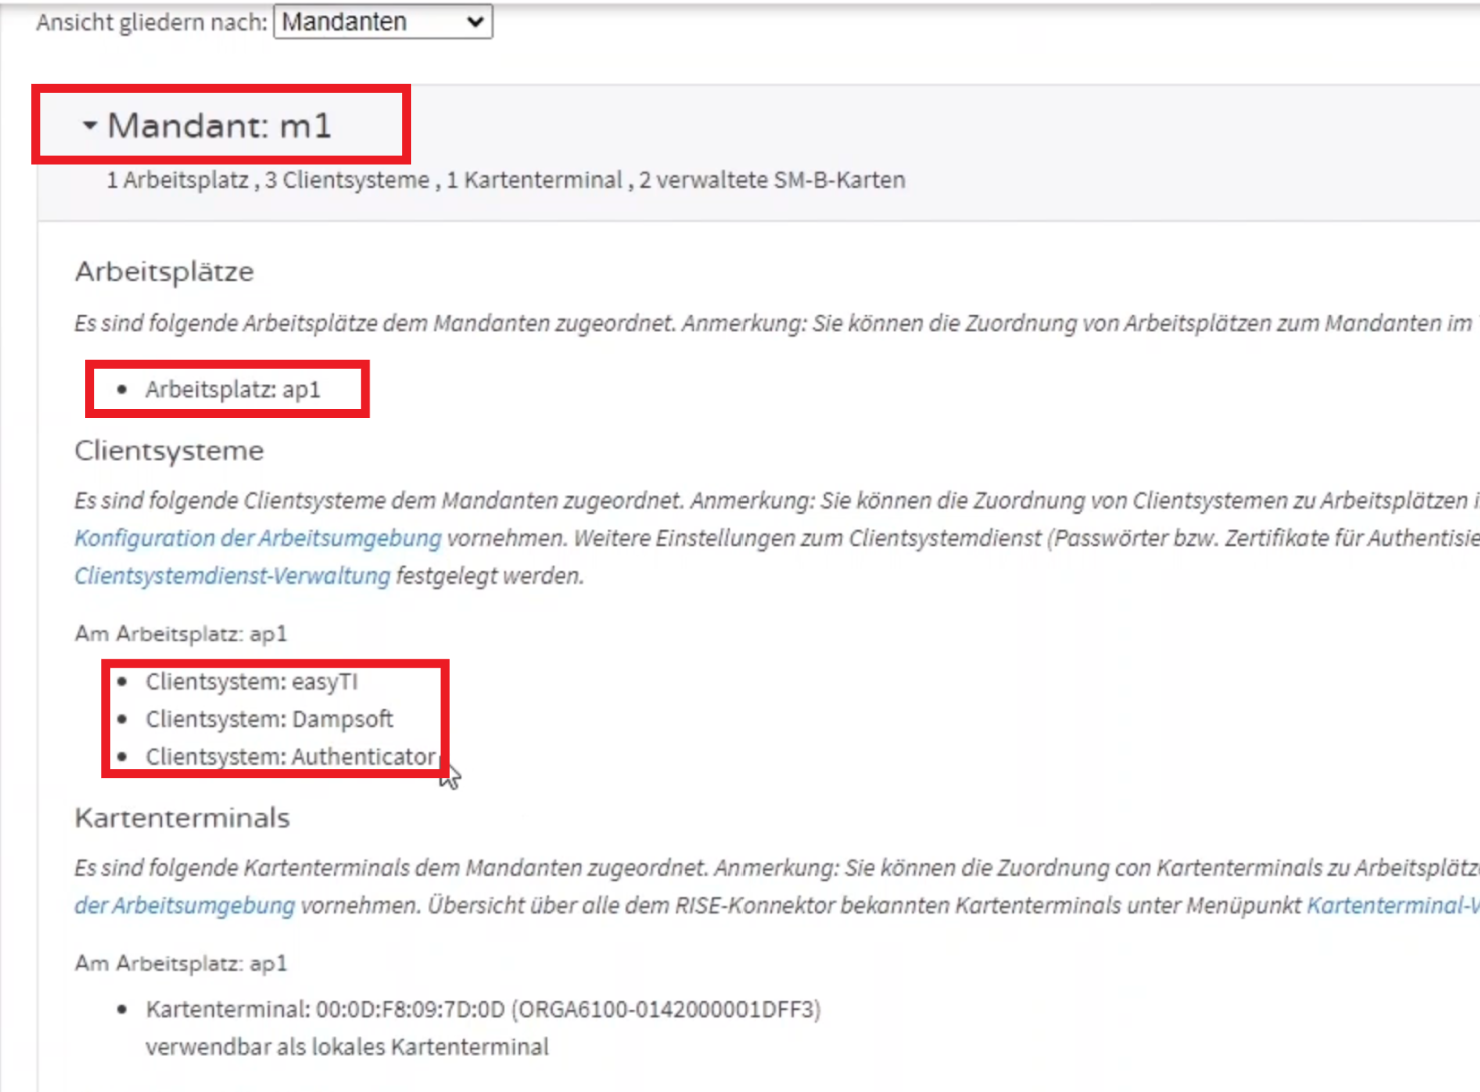 Ansicht gliedern nach: Mandanten
Mandant: m1
1 Arbeitsplatz , 3 Clientsysteme , 1 Kartenterminal , 2 verwaltete SM-B-Karten
Arbeitsplätze
Es sind folgende Arbeitsplätze dem Mandanten zugeordnet. Anmerkung: Sie können die Zuordnung von Arbeitsplätzen zum Mandanten im
• Arbeitsplatz: ap1
Clientsysteme
Es sind folgende Clientsysteme dem Mandanten zugeordnet. Anmerkung: Sie können die Zuordnung von Clientsystemen zu Arbeitsplätzen
Konfiguration der Arbeitsumgebung vornehmen. Weitere Einstellungen zum Clientsystemdienst (Passwörter bzw. Zertifikate für Authentisie
Clientsystemdienst-Verwaltung festgelegt werden.
Am Arbeitsplatz: ap1
• Clientsystem: easyTI
• Clientsystem: Dampsoft
• Clientsystem: Authenticator
Kartenterminals
Es sind folgende Kartenterminals dem Mandanten zugeordnet. Anmerkung: Sie können die Zuordnung con Kartenterminals zu Arbeitsplätz
der Arbeitsumgebung vornehmen. Übersicht über alle dem RISE-Konnektor bekannten Kartenterminals unter Menüpunkt Kartenterminal-V
Am Arbeitsplatz: ap1
• Kartenterminal: 00:0D:F8:09:7D:0D (ORGA6100-0142000001DFF3)
verwendbar als lokales Kartenterminal